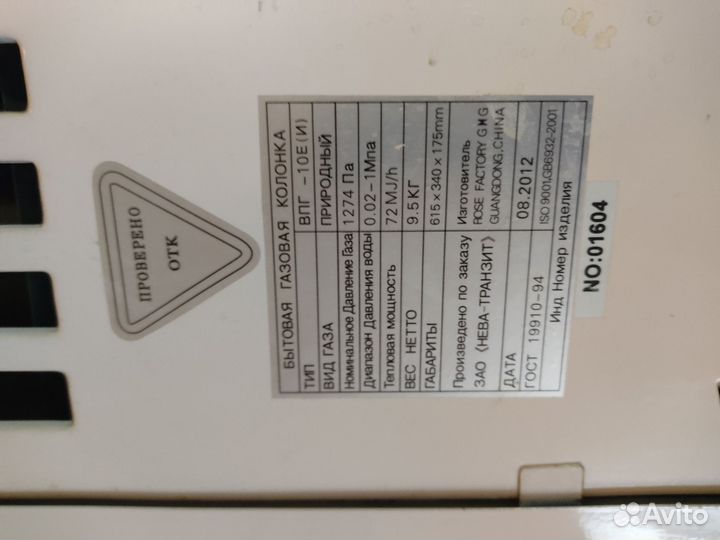 ПРОВЕРЕНО
ОТК
БЫТОВАЯ ГАЗОВАЯ КОЛОНКА
ТИП ВПГ -10E(И)
ВИД ГАЗА ПРИРОДНЫЙ
Номинальное Давление Газа 1274 Па
Диапазон давления воды 0.02-1Мпа
Тепловая мощность 72 MJ/h
ВЕС НЕТТО 9.5 КГ
ГАБАРИТЫ 615 x 340 x 175mm
Произведено по заказу Изготовитель
ЗАО (НЕВА-ТРАНЗИТ) ROSE FACTORY GMG
GUANGDONG,CHINA
ДАТА 08.2012
ГОСТ 19910-94 ISO 9001LGB6932-2001
Инд Номер изделия
NO:01604
Avito